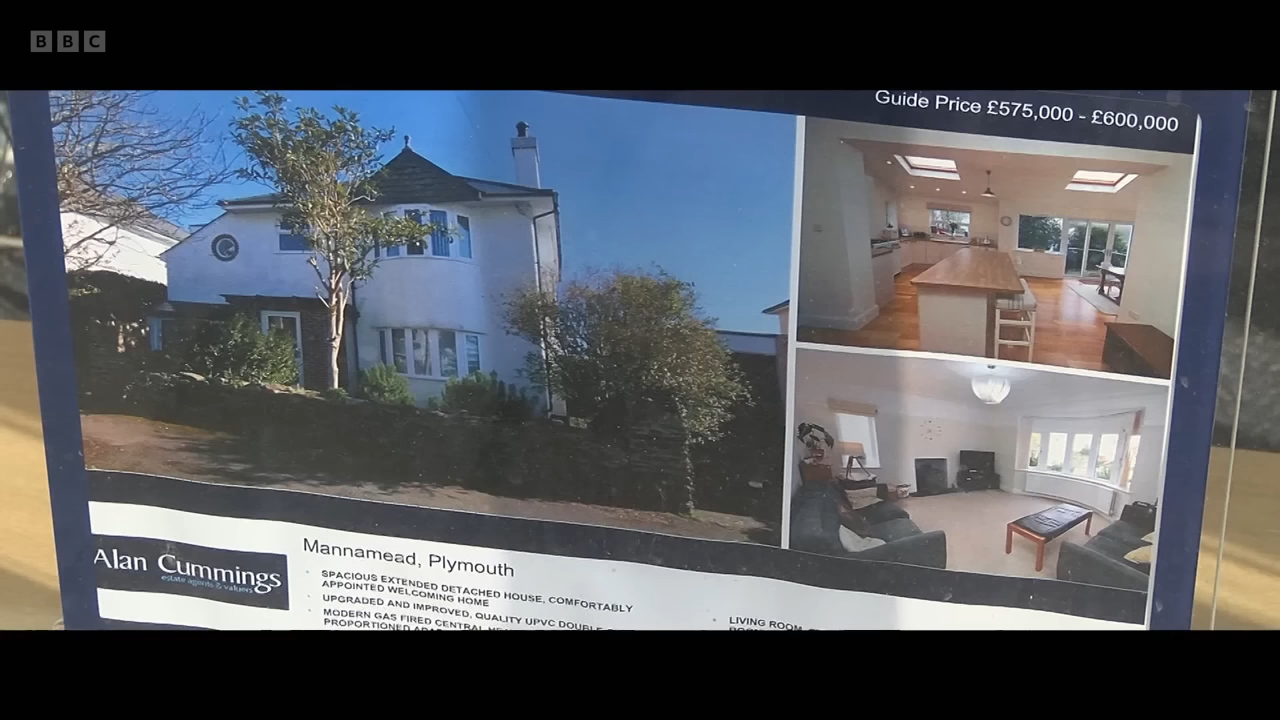 BBC
Guide Price £575,000 - £600,000
Alan Cummings
estate agents & valuers
Mannamead, Plymouth
SPACIOUS EXTENDED DETACHED HOUSE, COMFORTABLY
APPOINTED WELCOMING HOME
UPGRADED AND IMPROVED, QUALITY UPVC DOUBLE
MODERN GAS FIRED CENTRAL
PROPORTIONED
LIVING ROOM